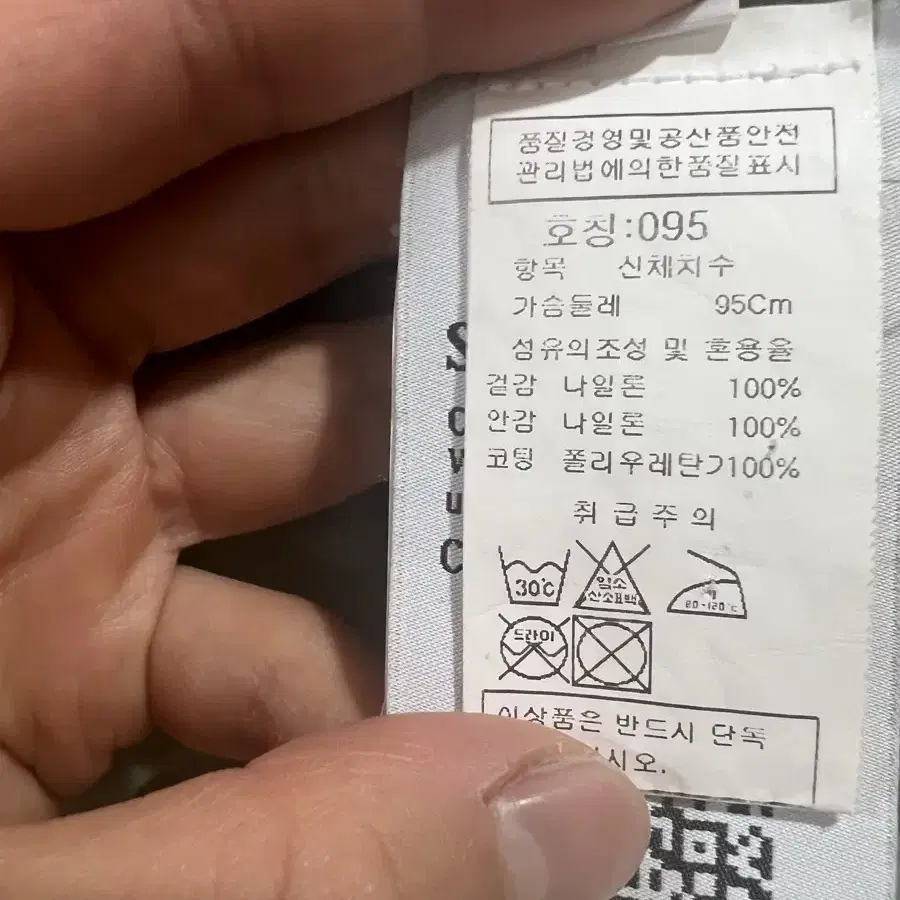 품질경영및공산품안전
관리법에의한품질표시
호칭:095
항목 신체치수
가슴둘레 95Cm
섬유의조성 및 혼용율
겉감 나일론 100%
안감 나일론 100%
코팅 폴리우레탄 100%
취급주의
30℃
염소
산소표백
80-120℃
드라이
이상품은 반드시 단독
시오.
S
C
W
u
C